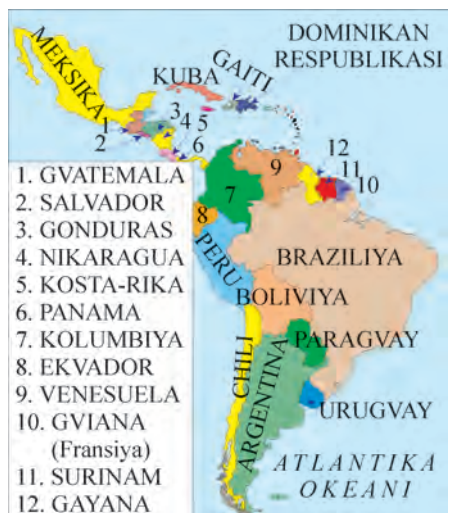 DOMINIKAN
RESPUBLIKASI
MEKSIKA
KUBA
GAITI
1
2
3
4
5
6
7
8
9
12
11
10
PERU
BRAZILIYA
BOLIVIYA
PARAGVAY
CHILI
ARGENTINA
URUGVAY
ATLANTIKA
OKEANI
1. GVATEMALA
2. SALVADOR
3. GONDURAS
4. NIKARAGUA
5. KOSTA-RIKA
6. PANAMA
7. KOLUMBIYA
8. EKVADOR
9. VENESUELA
10. GVIANA
(Fransiya)
11. SURINAM
12. GAYANA